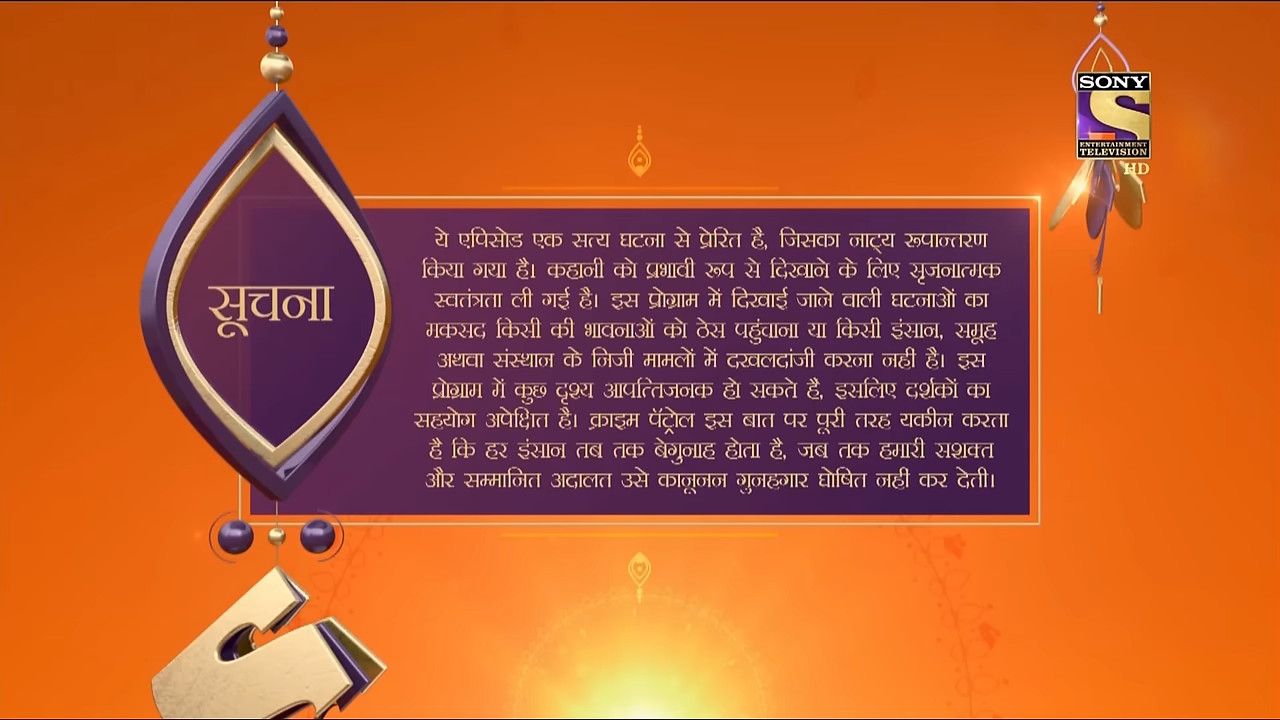 सूचना
ये एपिसोड एक सत्य घटना से प्रेरित है, जिसका नाट्य रूपान्तरण
किया गया है। कहानी को प्रभावी रूप से दिखाने के लिए सृजनात्मक
स्वतंत्रता ली गई है। इस प्रोग्राम में दिखाई जाने वाली घटनाओं का
मकसद किसी की भावनाओं को ठेस पहुंचाना या किसी इंसान, समूह
अथवा संस्थान के निजी मामलों में दखलदांजी करना नहीं है। इस
प्रोग्राम में कुछ दृश्य आपत्तिजनक हो सकते हैं, इसलिए दर्शकों का
सहयोग अपेक्षित है। क्राइम पॅट्रोल इस बात पर पूरी तरह यकीन करता
है कि हर इंसान तब तक बेगुनाह होता है, जब तक हमारी सशक्त
और सम्मानित अदालत उसे कानूनन गुनहगार घोषित नहीं कर देती।
SONY
ENTERTAINMENT
TELEVISION
HD